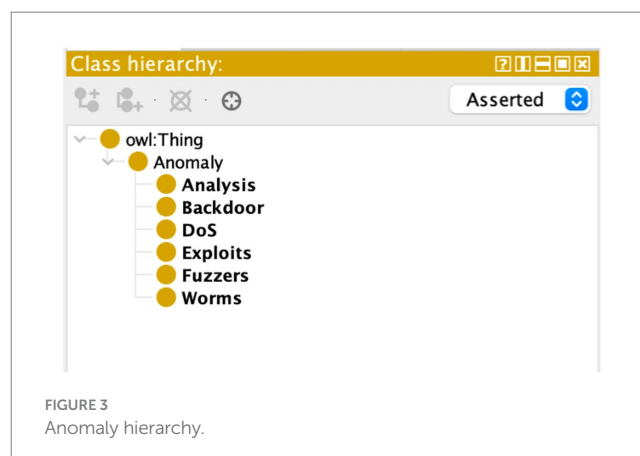 Class hierarchy:
Asserted
owl:Thing
Anomaly
Analysis
Backdoor
DoS
Exploits
Fuzzers
Worms
FIGURE 3
Anomaly hierarchy.